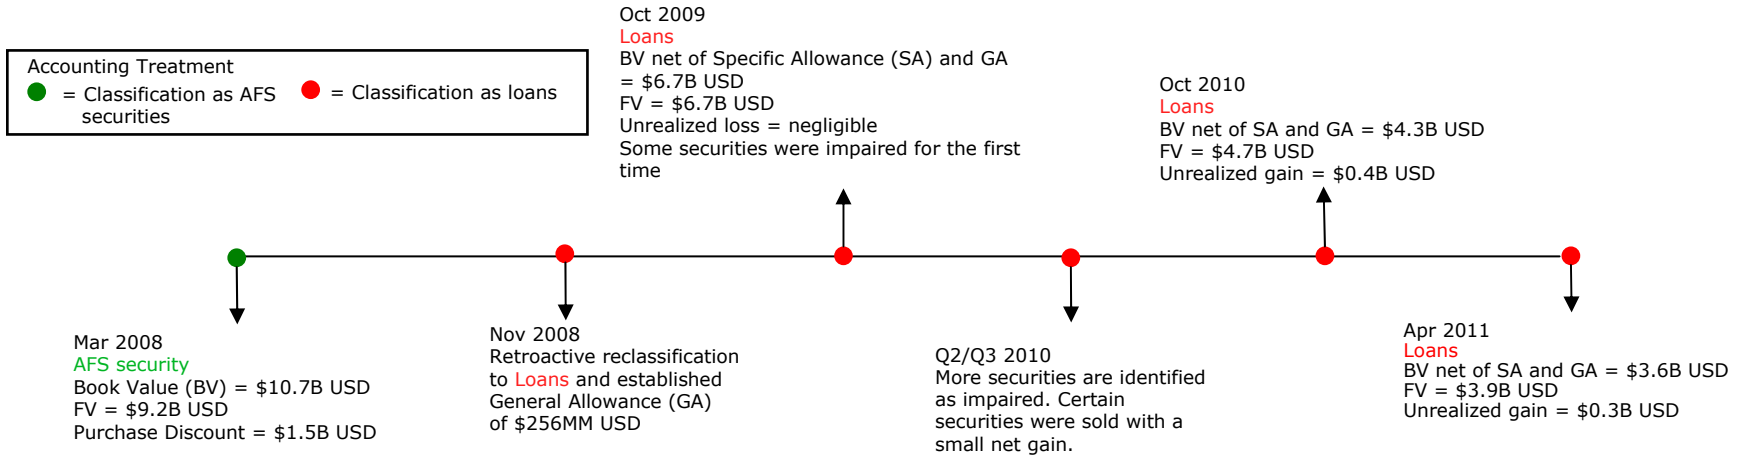 Accounting Treatment
= Classification as AFS
securities
= Classification as loans
Oct 2009
Loans
BV net of Specific Allowance (SA) and GA
= $6.7B USD
FV = $6.7B USD
Unrealized loss = negligible
Some securities were impaired for the first
time
Oct 2010
Loans
BV net of SA and GA = $4.3B USD
FV = $4.7B USD
Unrealized gain = $0.4B USD
Mar 2008
AFS security
Book Value (BV) = $10.7B USD
FV = $9.2B USD
Purchase Discount = $1.5B USD
Nov 2008
Retroactive reclassification
to Loans and established
General Allowance (GA)
of $256MM USD
Q2/Q3 2010
More securities are identified
as impaired. Certain
securities were sold with a
small net gain.
Apr 2011
Loans
BV net of SA and GA = $3.6B USD
FV = $3.9B USD
Unrealized gain = $0.3B USD